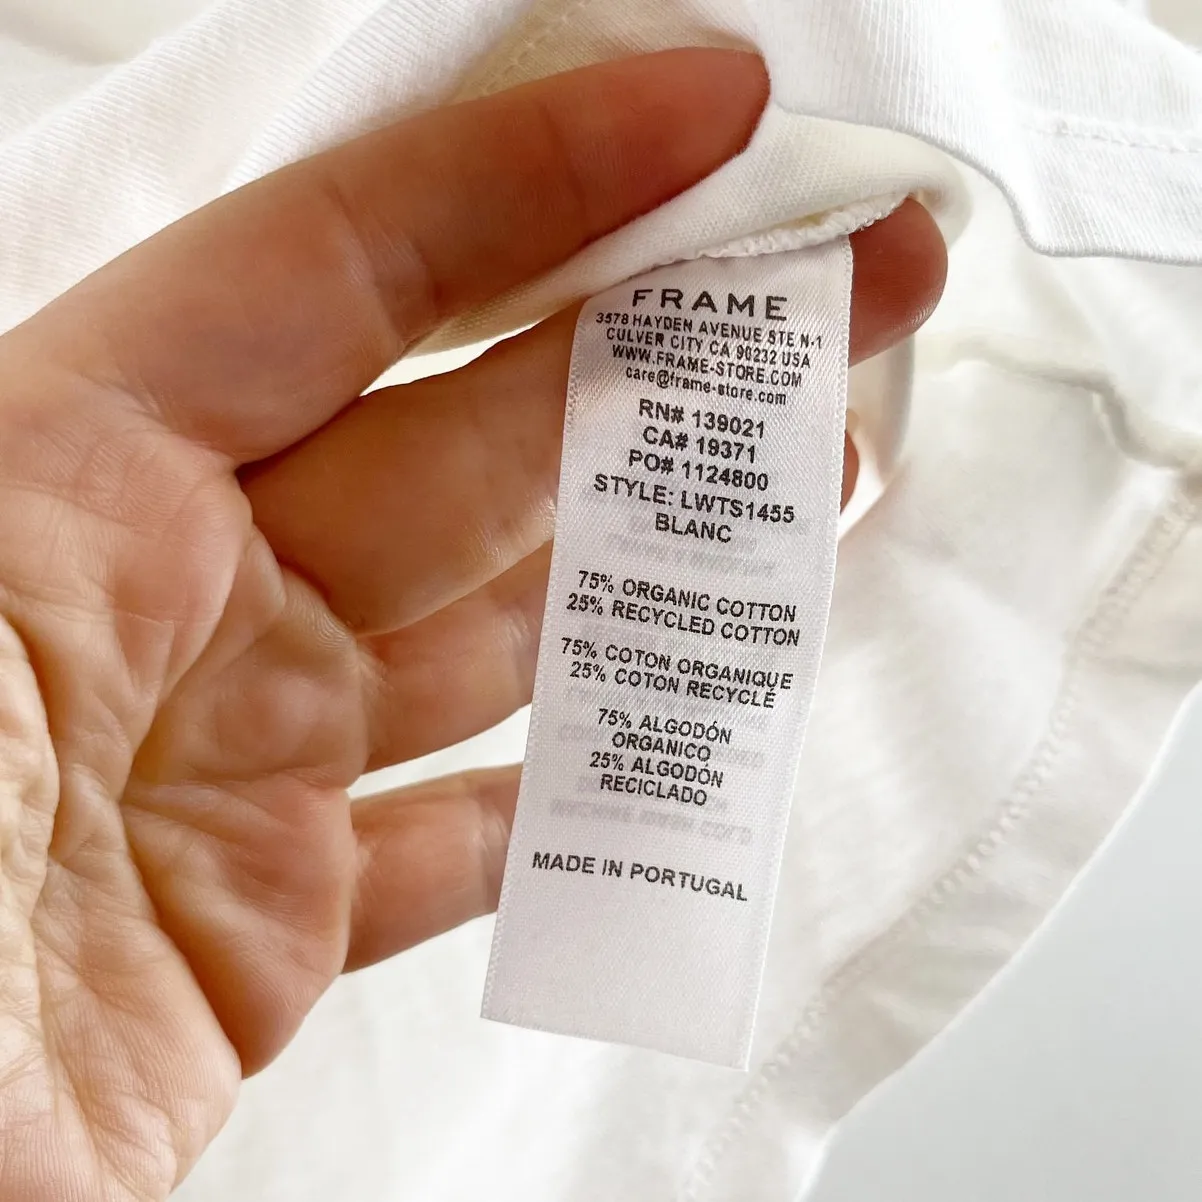 FRAME
3578 HAYDEN AVENUE STE N-1
CULVER CITY CA 90232 USA
WWW.FRAME-STORE.COM
care@frame-store.com
RN# 139021
CA# 19371
PO# 1124800
STYLE: LWTS1455
BLANC
75% ORGANIC COTTON
25% RECYCLED COTTON
75% COTON ORGANIQUE
25% COTON RECYCLÉ
75% ALGODÓN
ORGANICO
25% ALGODÓN
RECICLADO
MADE IN PORTUGAL